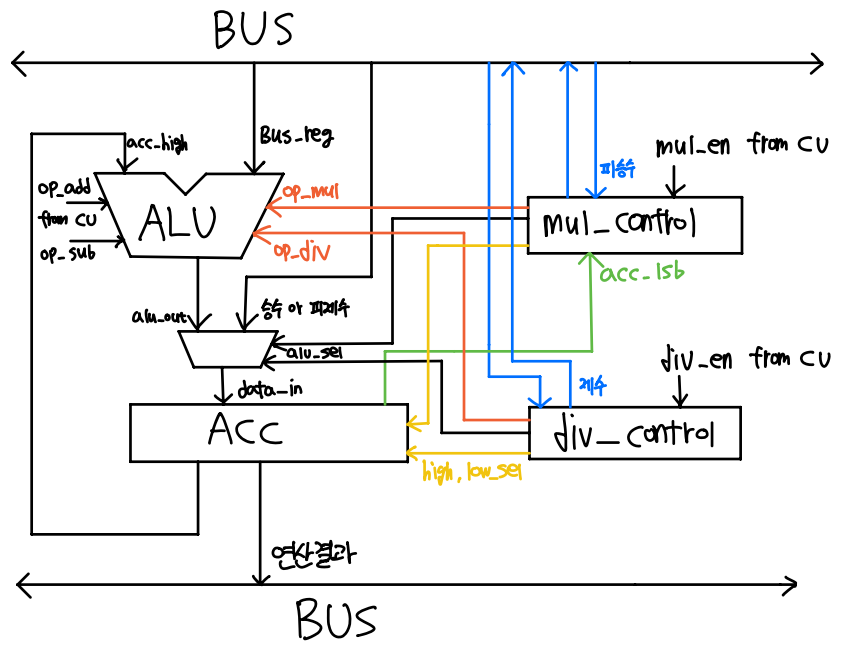 BUS
acc_high
Bus_reg
mul_en from CU
피승수
op_add
from CU
op_sub
ALU
op_mul
op_div
mul_control
acc_lsb
alu_out
승수 아 피제수
alu_sel
div_en from CU
data_in
제수
ACC
div_control
high, low_sel
연산결과
BUS